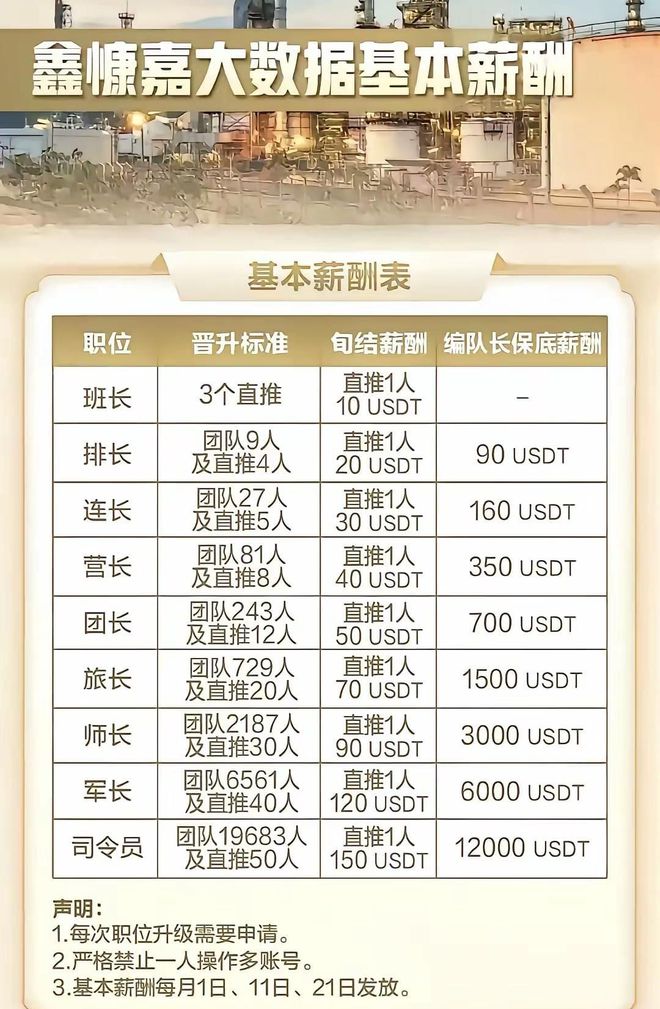 鑫慷嘉大数据基本薪酬
基本薪酬表
职位 晋升标准 旬结薪酬 编队长保底薪酬
班长 3个直推 直推1人 10 USDT –
排长 团队9人 及直推4人 直推1人 20 USDT 90 USDT
连长 团队27人 及直推5人 直推1人 30 USDT 160 USDT
营长 团队81人 及直推8人 直推1人 40 USDT 350 USDT
团长 团队243人 及直推12人 直推1人 50 USDT 700 USDT
旅长 团队729人 及直推20人 直推1人 70 USDT 1500 USDT
师长 团队2187人 及直推30人 直推1人 90 USDT 3000 USDT
军长 团队6561人 及直推40人 直推1人 120 USDT 6000 USDT
司令员 团队19683人 及直推50人 直推1人 150 USDT 12000 USDT
声明：
1.每次职位升级需要申请。
2.严格禁止一人操作多账号。
3.基本薪酬每月1日、11日、21日发放。